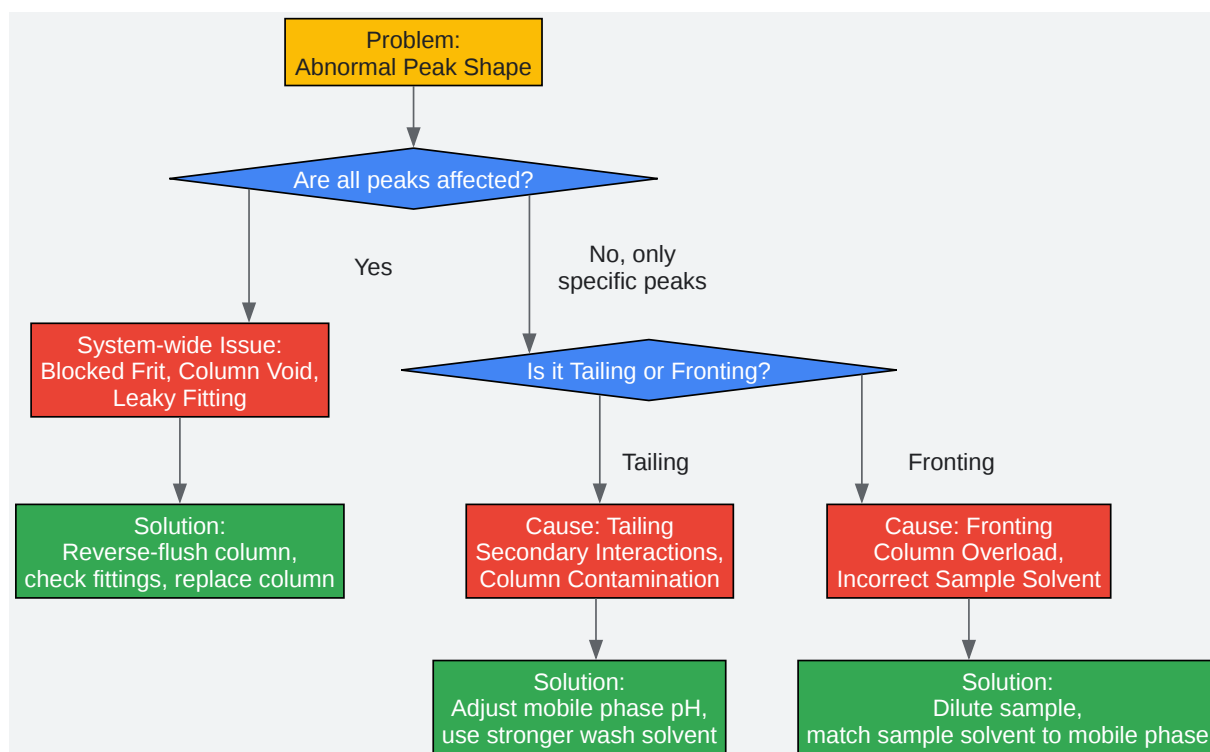 Problem:
Abnormal Peak Shape
Are all peaks affected?
Yes
No, only
specific peaks
System-wide Issue:
Blocked Frit, Column Void,
Leaky Fitting
Is it Tailing or Fronting?
Tailing
Fronting
Solution:
Reverse-flush column,
check fittings, replace column
Cause: Tailing
Secondary Interactions,
Column Contamination
Cause: Fronting
Column Overload,
Incorrect Sample Solvent
Solution:
Adjust mobile phase pH,
use stronger wash solvent
Solution:
Dilute sample,
match sample solvent to mobile phase